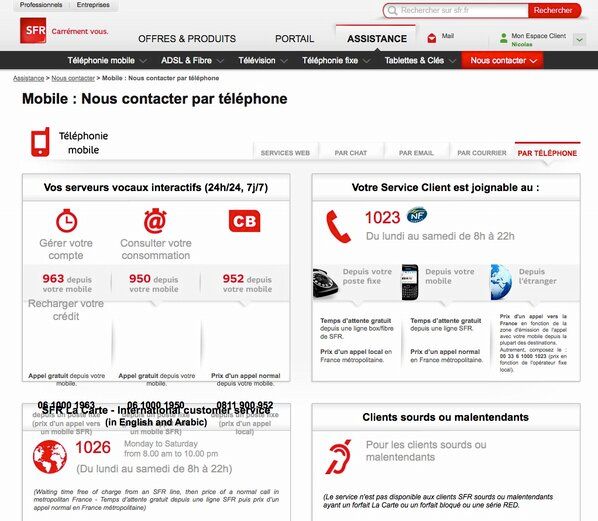 Professionnels
Entreprises
Rechercher sur sfr.fr
Rechercher
SFR
Carrément vous.
OFFRES & PRODUITS
PORTAIL
ASSISTANCE
Mail
Mon Espace Client
Nicolas
Téléphonie mobile
ADSL & Fibre
Télévision
Téléphonie fixe
Tablettes & Clés
Nous contacter
Assistance > Nous contacter > Mobile : Nous contacter par téléphone
Mobile : Nous contacter par téléphone
Téléphonie
mobile
SERVICES WEB
PAR CHAT
PAR EMAIL
PAR COURRIER
PAR TÉLÉPHONE
Vos serveurs vocaux interactifs (24h/24, 7j/7)
Gérer votre
compte
Consulter votre
consommation
CB
963 depuis
votre mobile
950 depuis
votre mobile
952 depuis
votre mobile
Recharger votre
crédit
Appel gratuit depuis votre
mobile.
Appel gratuit depuis votre
mobile.
Prix d'un appel normal
depuis votre mobile.
06 1000 1963
depuis un poste fixe
(prix d'un appel vers
un mobile SFR)
06 1000 1950
depuis un poste fixe
(prix d'un appel vers
un mobile SFR)
0811 900 952
depuis un poste fixe
(prix d'un appel
local)
Votre Service Client est joignable au :
1023
NF
Du lundi au samedi de 8h à 22h
Depuis votre
poste fixe
Depuis votre
mobile
Depuis
l'étranger
Temps d'attente gratuit
depuis une ligne box/fibre
de SFR.
Prix d'un appel local en
France métropolitaine.
Temps d'attente gratuit
depuis une ligne SFR.
Prix d'un appel normal
en France métropolitaine.
Prix d'un appel vers la
France en fonction de la
zone d'émission de l'appel
avec votre mobile depuis la
plupart des destinations.
Autrement, composez le :
00 33 6 1000 1023 (prix en
fonction de l'opérateur fixe
local).
SFR La Carte - International customer service
(in English and Arabic)
1026
Monday to Saturday
from 8.00 am to 10.00 pm
(Du lundi au samedi de 8h à 22h)
(Waiting time free of charge from an SFR line, then price of a normal call in
metropolitan France - Temps d'attente gratuit depuis une ligne SFR puis prix d'un
appel normal en France métropolitaine)
Clients sourds ou malentendants
Pour les clients sourds ou
malentendants
(Le service n'est pas disponible aux clients SFR sourds ou malentendants
ayant un forfait La Carte ou un forfait bloqué ou une série RED.